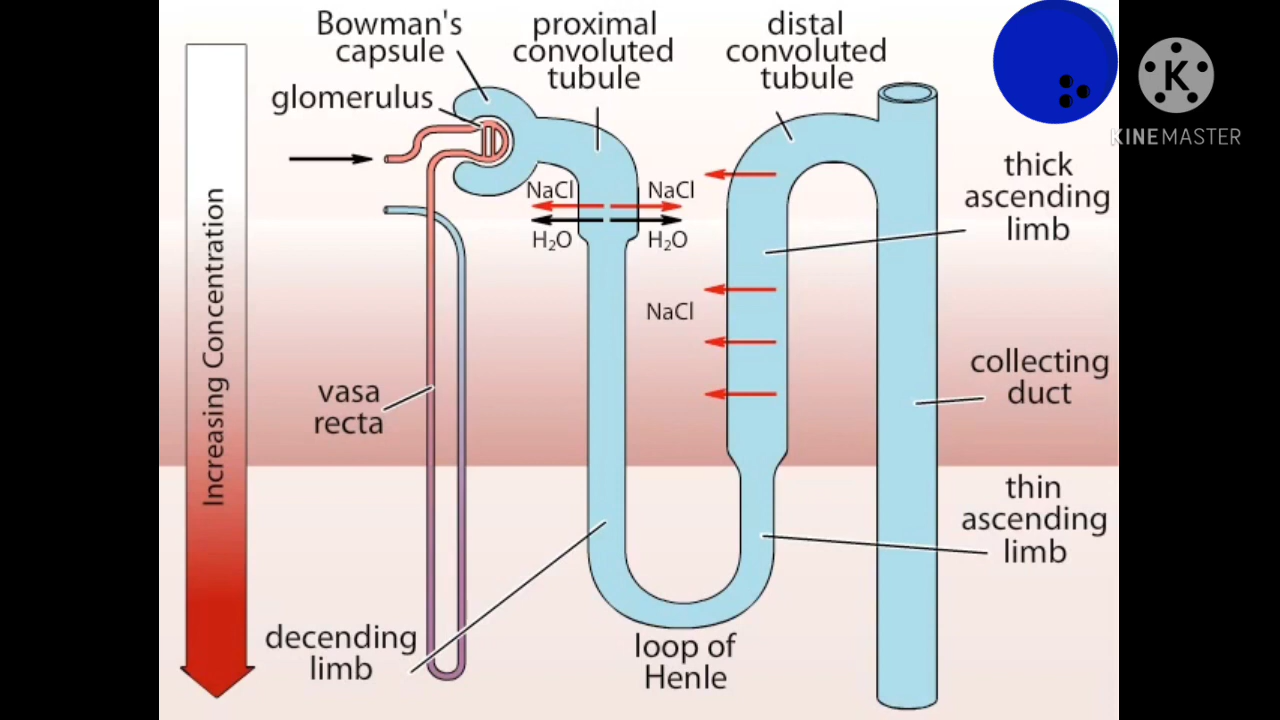 Bowman's
capsule
proximal
convoluted
tubule
distal
convoluted
tubule
glomerulus
K
KINEMASTER
thick
ascending
limb
NaCl
NaCl
H₂O
H₂O
NaCl
Increasing Concentration
vasa
recta
collecting
duct
thin
ascending
limb
decending
limb
loop of
Henle